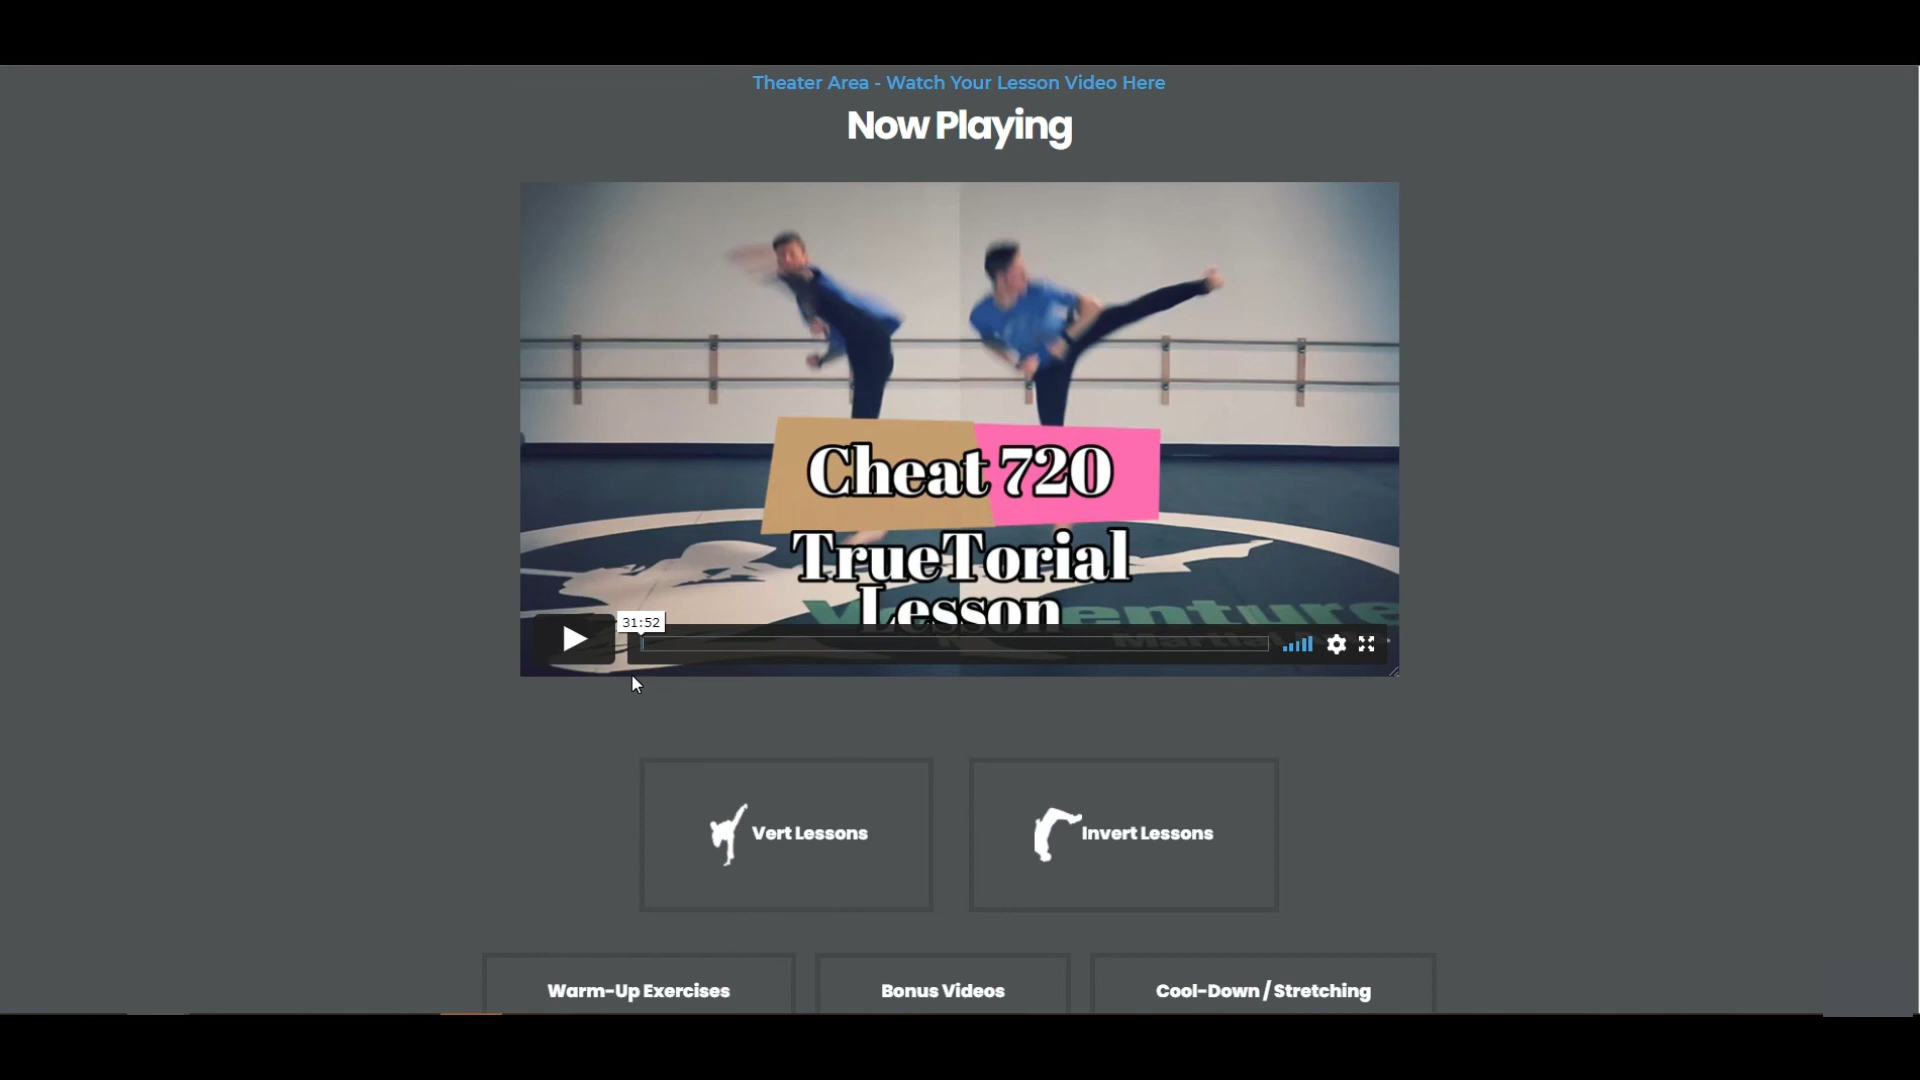 Theater Area - Watch Your Lesson Video Here
Now Playing
Cheat 720
TrueTorial
Lesson
enture
31:52
Vert Lessons
Invert Lessons
Warm-Up Exercises
Bonus Videos
Cool-Down / Stretching